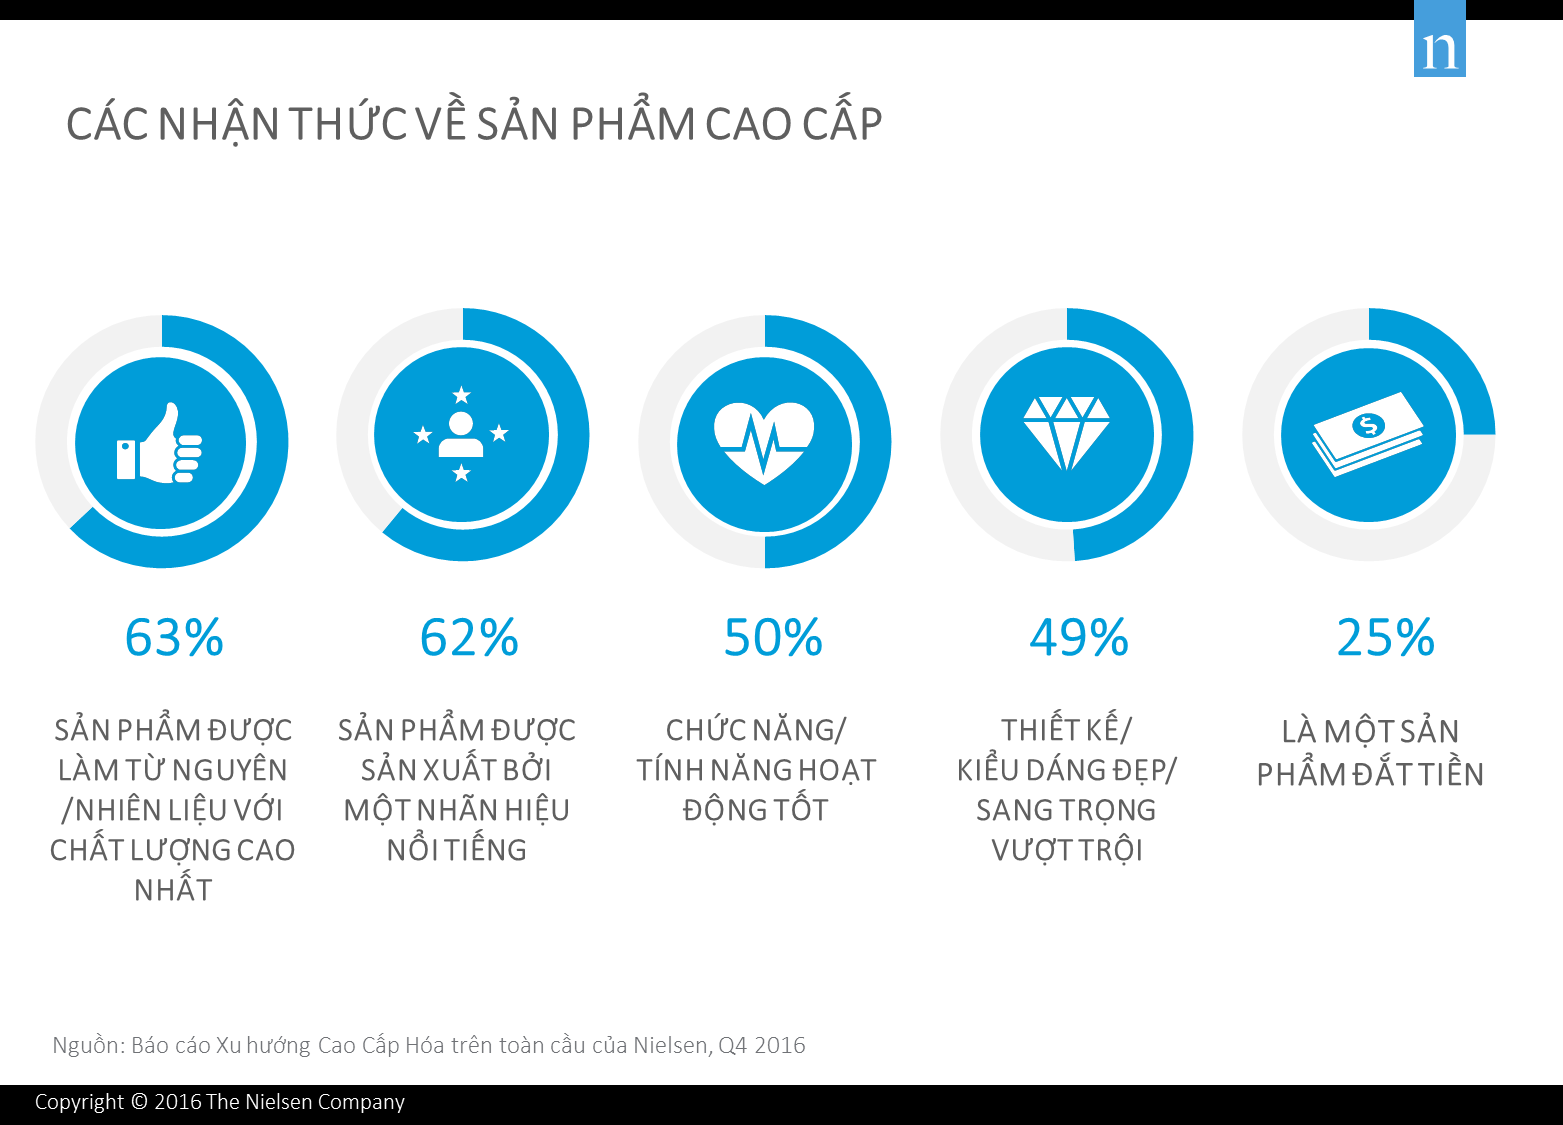 n
CÁC NHẬN THỨC VỀ SẢN PHẨM CAO CẤP
63%
SẢN PHẨM ĐƯỢC
LÀM TỪ NGUYÊN
/NHIÊN LIỆU VỚI
CHẤT LƯỢNG CAO
NHẤT
62%
SẢN PHẨM ĐƯỢC
SẢN XUẤT BỞI
MỘT NHÃN HIỆU
NỔI TIẾNG
50%
CHỨC NĂNG/
TÍNH NĂNG HOẠT
ĐỘNG TỐT
49%
THIẾT KẾ/
KIỂU DÁNG ĐẸP/
SANG TRỌNG
VƯỢT TRỘI
$
25%
LÀ MỘT SẢN
PHẨM ĐẮT TIỀN
Nguồn: Báo cáo Xu hướng Cao Cấp Hóa trên toàn cầu của Nielsen, Q4 2016
Copyright © 2016 The Nielsen Company